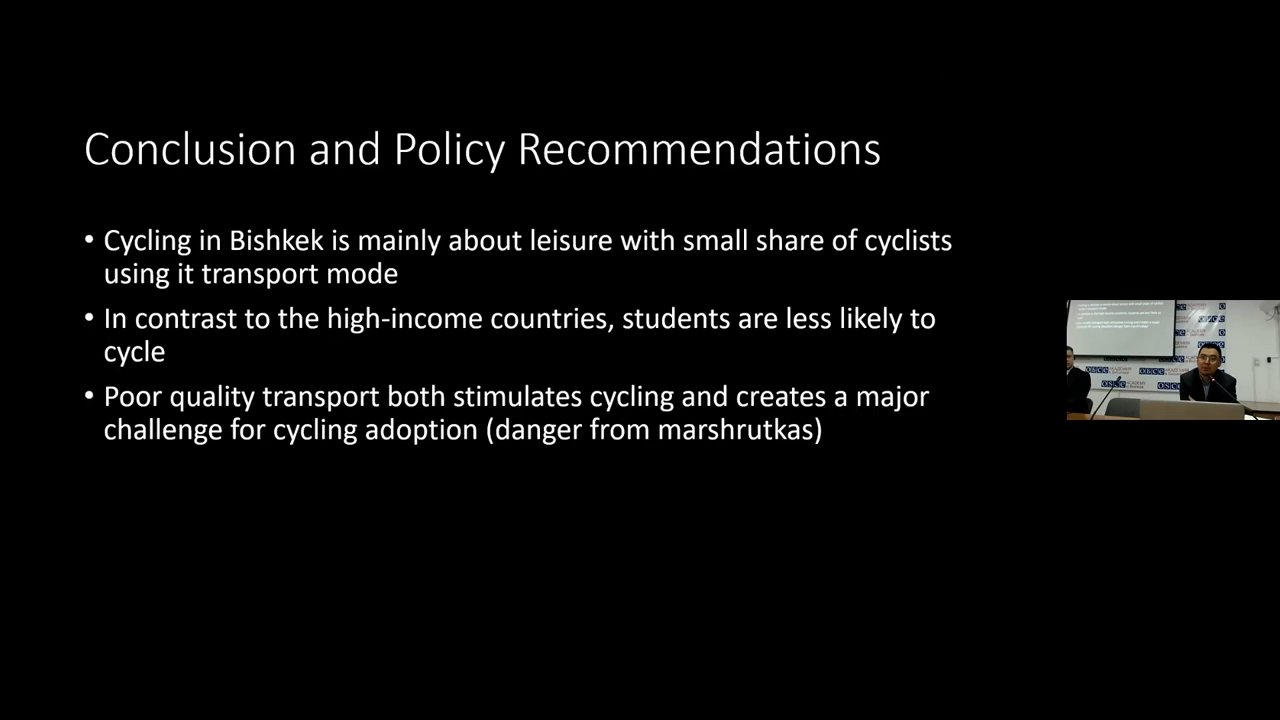 Conclusion and Policy Recommendations
• Cycling in Bishkek is mainly about leisure with small share of cyclists
using it transport mode
• In contrast to the high-income countries, students are less likely to
cycle
• Poor quality transport both stimulates cycling and creates a major
challenge for cycling adoption (danger from marshrutkas)
osce
ACADEMY